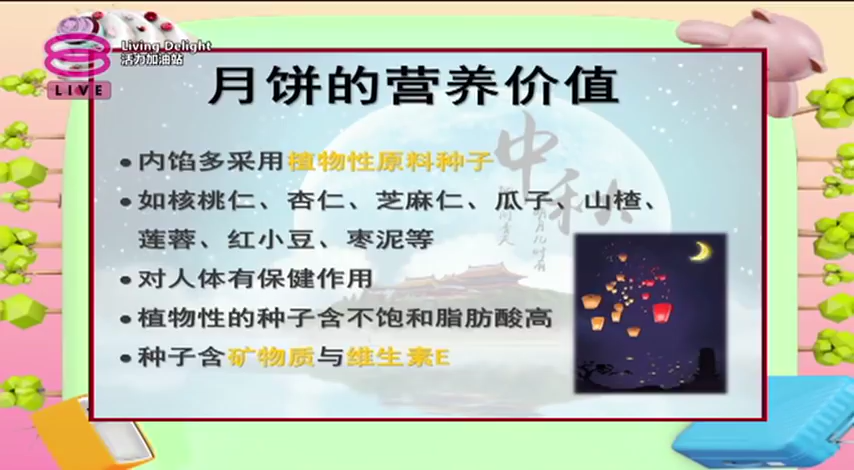 Living Delight
活力加油站
LIVE
月饼的营养价值
中秋
•内馅多采用植物性原料种子
•如核桃仁、杏仁、芝麻仁、瓜子、山楂、
莲蓉、红小豆、枣泥等
•对人体有保健作用
•植物性的种子含不饱和脂肪酸高
•种子含矿物质与维生素E